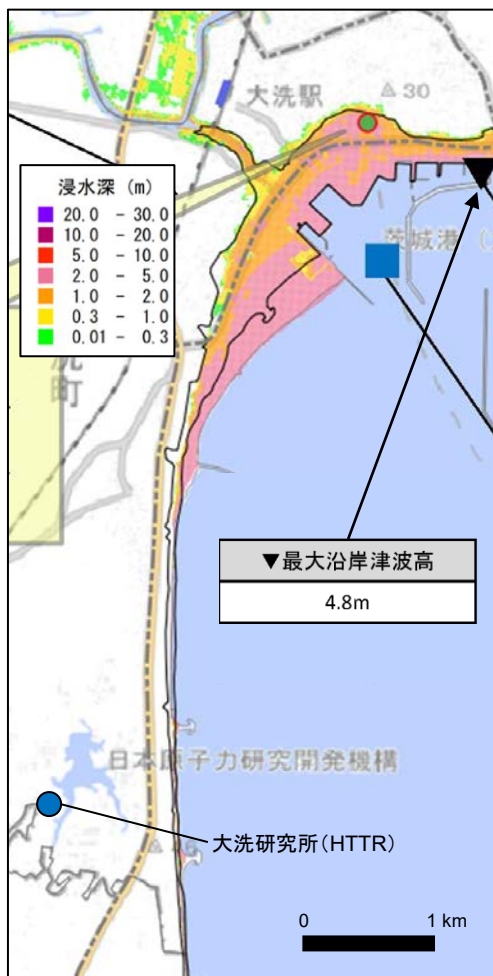 大洗駅
30
浸水深 (m)
20.0 - 30.0
10.0 - 20.0
5.0 - 10.0
2.0 - 5.0
1.0 - 2.0
0.3 - 1.0
0.01 - 0.3
茨城港
町
▼最大沿岸津波高
4.8m
日本原子力研究開発機構
大洗研究所(HTTR)
0 1 km